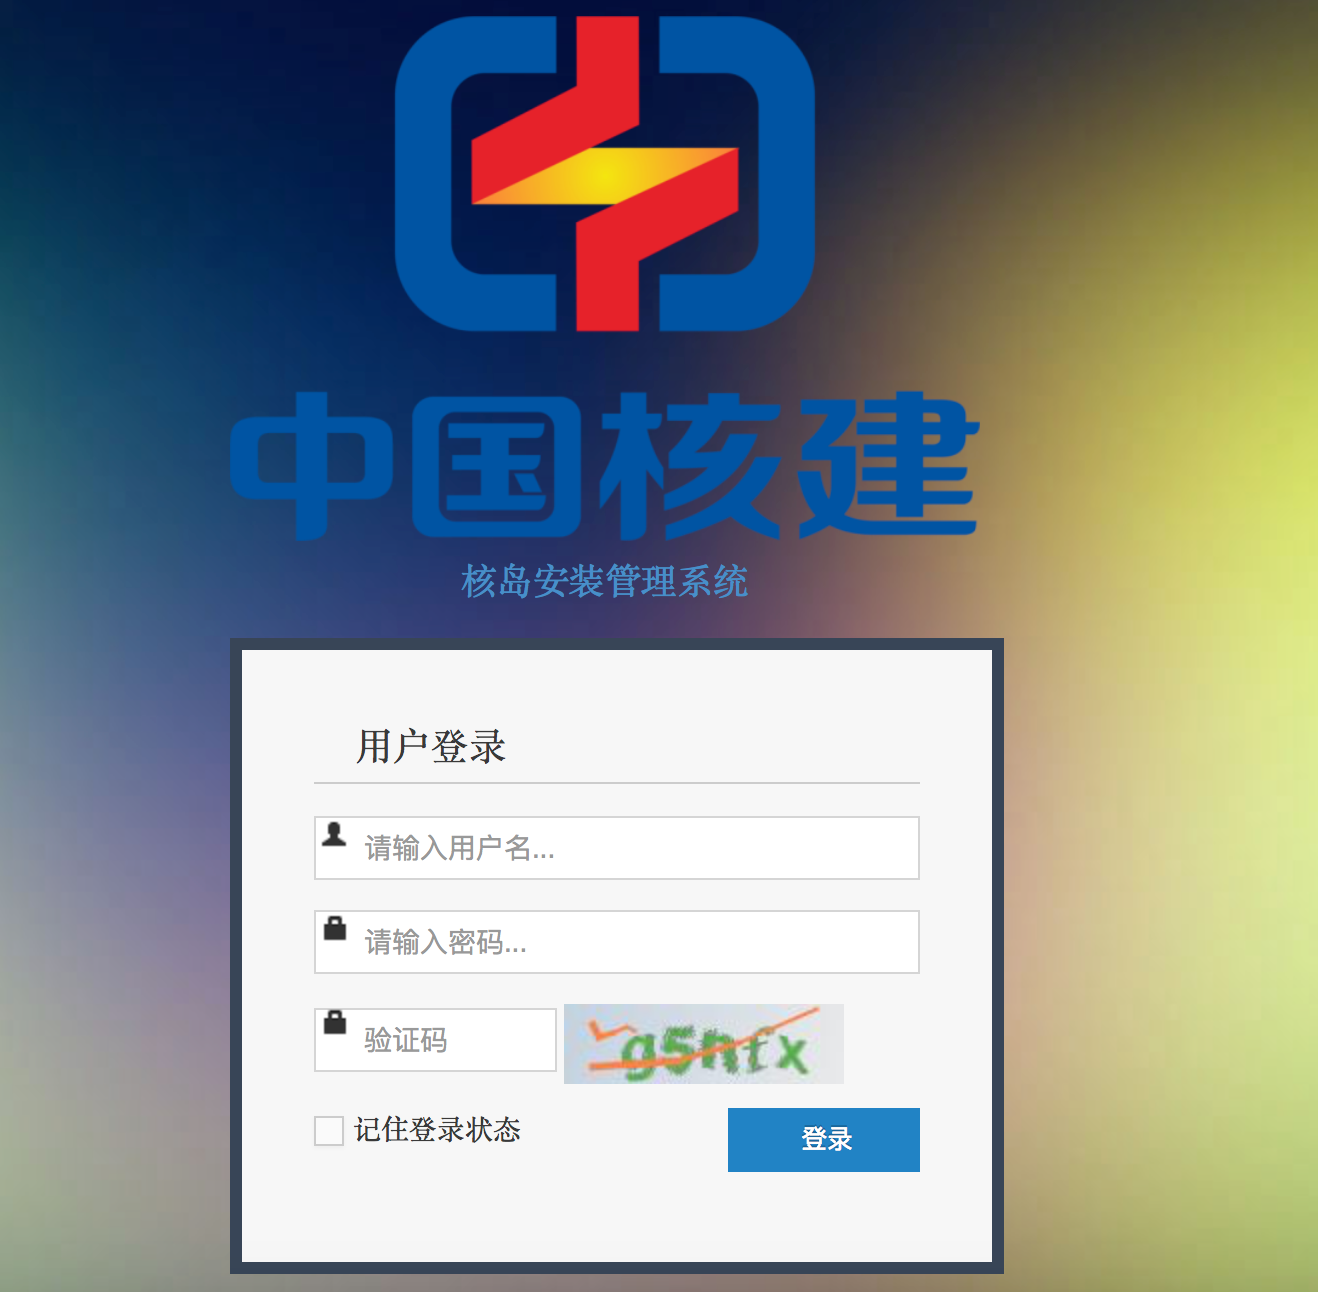 中国核建
核岛安装管理系统
用户登录
请输入用户名...
请输入密码...
验证码
记住登录状态
登录